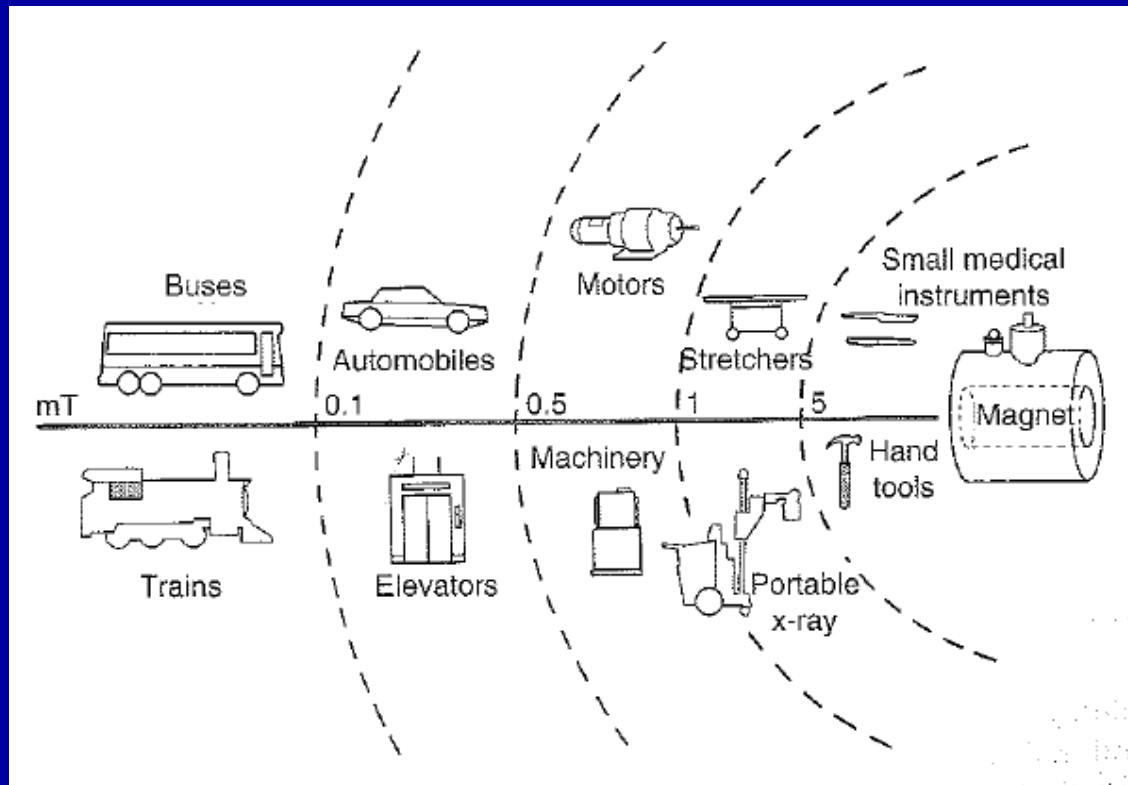 Small medical
instruments
Motors
Buses
Automobiles
Stretchers
mT 0.1 0.5 1 5
Magnet
Machinery
Hand
tools
Trains
Elevators
Portable
x-ray